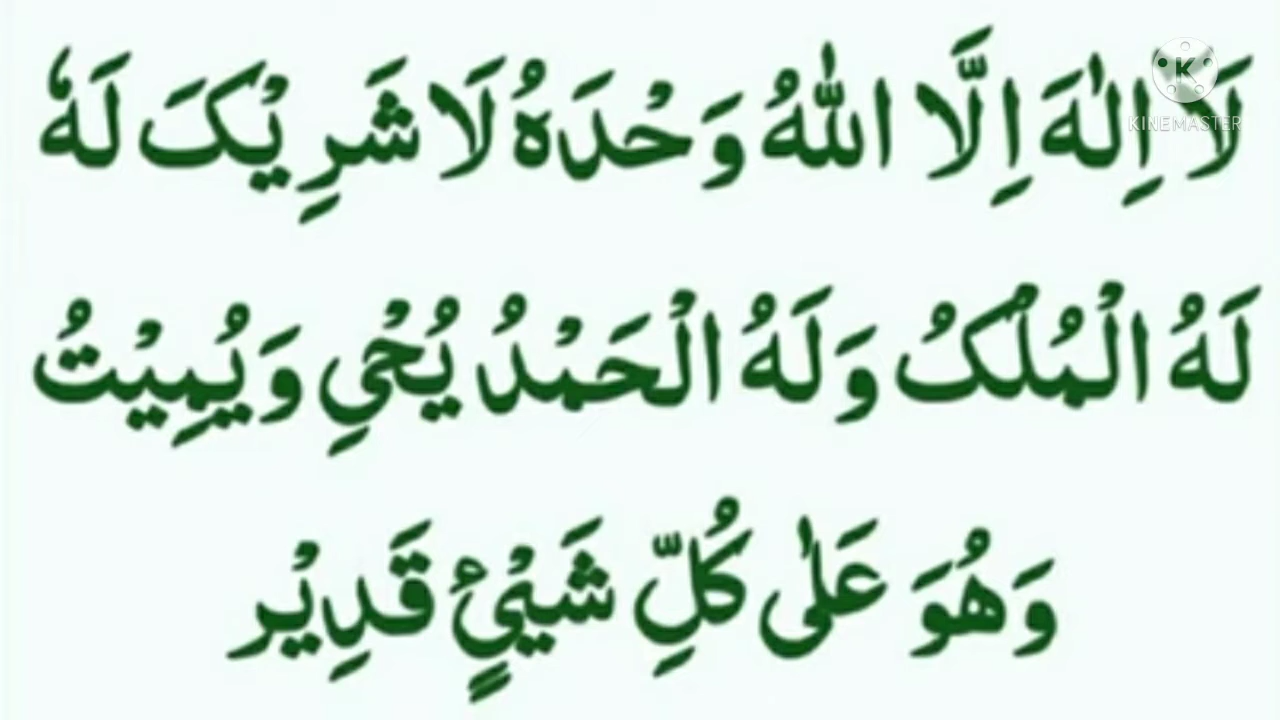 لَا اِلٰهَ اِلَّا اللّٰهُ وَحْدَهٗ لَا شَرِيْكَ لَهٗ
K
KINEMASTER
لَهُ الْمُلْكُ وَلَهُ الْحَمْدُ يُحْيِ وَيُمِيْتُ
وَهُوَ عَلٰى كُلِّ شَيْئٍ قَدِيْر